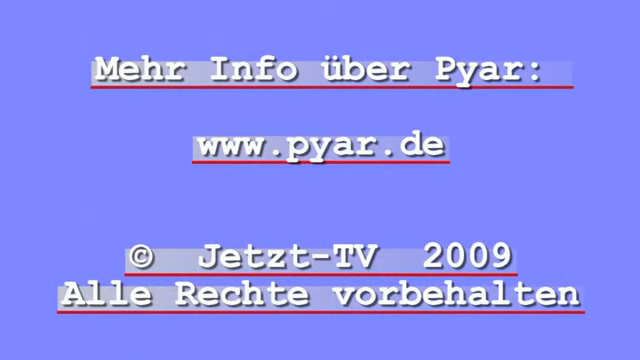 Mehr Info über Pyar:
www.pyar.de
© Jetzt-TV 2009
Alle Rechte vorbehalten